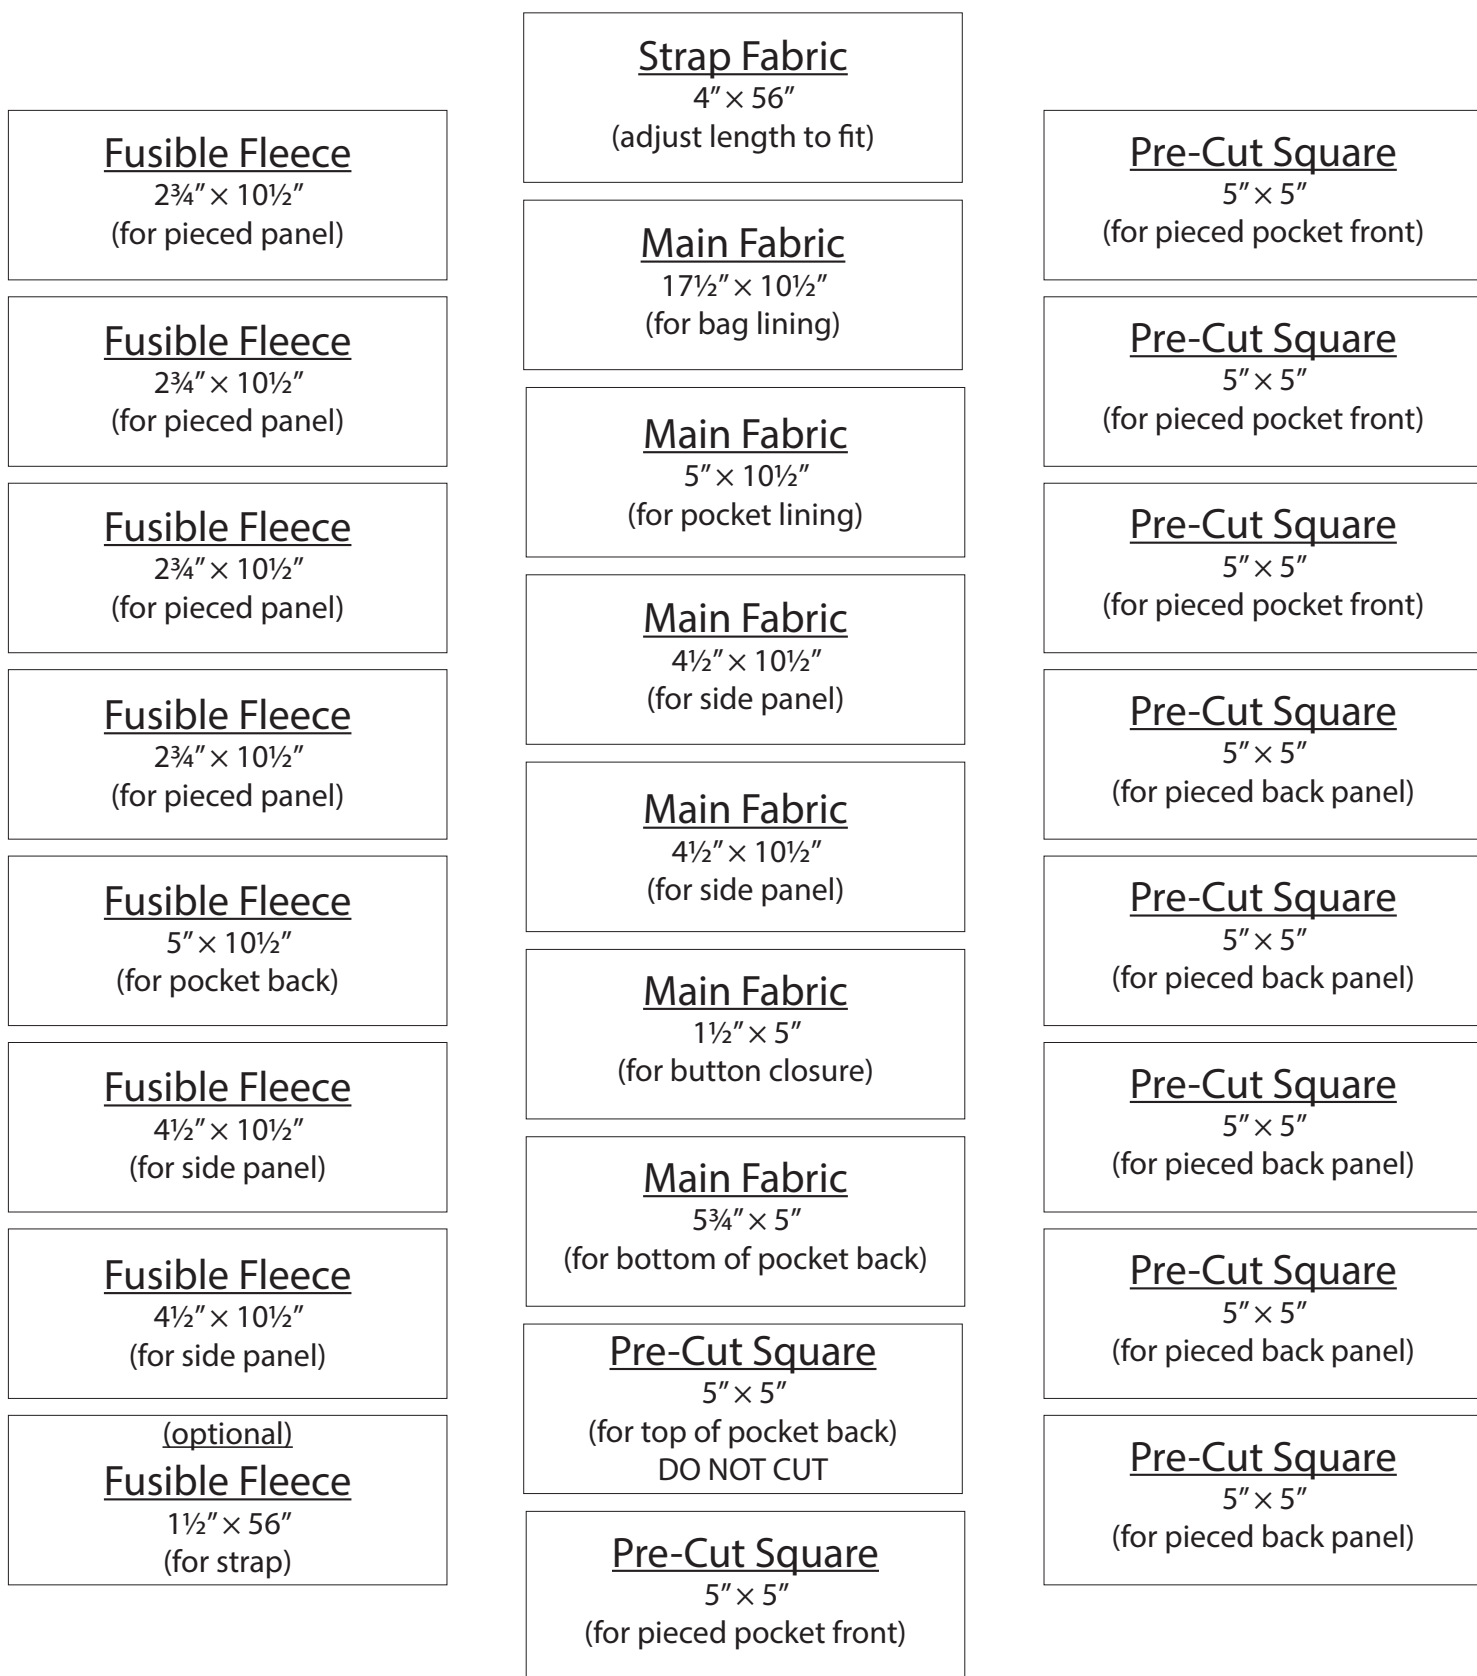 Fusible Fleece
2¾″ × 10½″
(for pieced panel)
Fusible Fleece
2¾″ × 10½″
(for pieced panel)
Fusible Fleece
2¾″ × 10½″
(for pieced panel)
Fusible Fleece
2¾″ × 10½″
(for pieced panel)
Fusible Fleece
5″ × 10½″
(for pocket back)
Fusible Fleece
4½″ × 10½″
(for side panel)
Fusible Fleece
4½″ × 10½″
(for side panel)
(optional)
Fusible Fleece
1½″ × 56″
(for strap)
Strap Fabric
4″ × 56″
(adjust length to fit)
Main Fabric
17½″ × 10½″
(for bag lining)
Main Fabric
5″ × 10½″
(for pocket lining)
Main Fabric
4½″ × 10½″
(for side panel)
Main Fabric
4½″ × 10½″
(for side panel)
Main Fabric
1½″ × 5″
(for button closure)
Main Fabric
5¾″ × 5″
(for bottom of pocket back)
Pre-Cut Square
5″ × 5″
(for top of pocket back)
DO NOT CUT
Pre-Cut Square
5″ × 5″
(for pieced pocket front)
Pre-Cut Square
5″ × 5″
(for pieced pocket front)
Pre-Cut Square
5″ × 5″
(for pieced pocket front)
Pre-Cut Square
5″ × 5″
(for pieced pocket front)
Pre-Cut Square
5″ × 5″
(for pieced back panel)
Pre-Cut Square
5″ × 5″
(for pieced back panel)
Pre-Cut Square
5″ × 5″
(for pieced back panel)
Pre-Cut Square
5″ × 5″
(for pieced back panel)
Pre-Cut Square
5″ × 5″
(for pieced back panel)